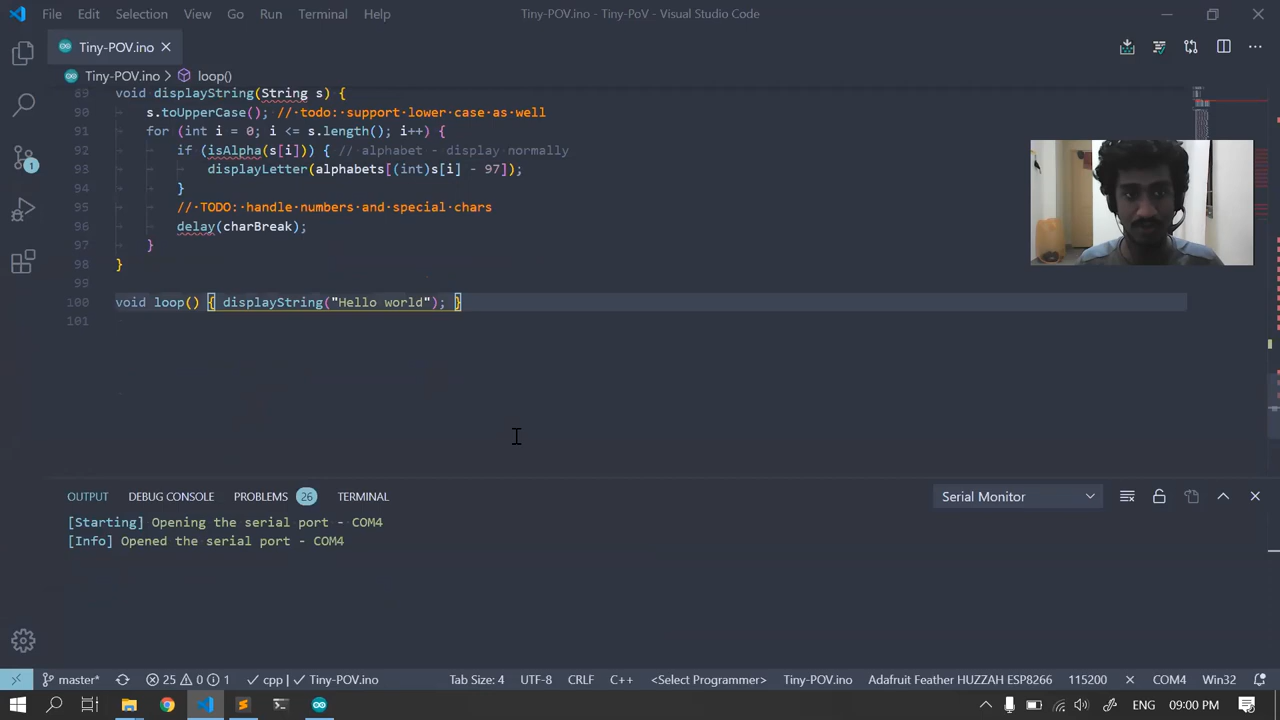 File Edit Selection View Go Run Terminal Help Tiny-POV.ino - Tiny-PoV - Visual Studio Code
Tiny-POV.ino
Tiny-POV.ino > loop()
89 void displayString(String s) {
90 s.toUpperCase(); // todo: support lower case as well
91 for (int i = 0; i <= s.length(); i++) {
92 if (isAlpha(s[i])) { // alphabet - display normally
93 displayLetter(alphabets[(int)s[i] - 97]);
94 }
95 // TODO: handle numbers and special chars
96 delay(charBreak);
97 }
98 }
99
100 void loop() { displayString("Hello world"); }
101
1
OUTPUT DEBUG CONSOLE PROBLEMS 26 TERMINAL Serial Monitor
[Starting] Opening the serial port - COM4
[Info] Opened the serial port - COM4
master* 25 0 1 cpp | Tiny-POV.ino Tab Size: 4 UTF-8 CRLF C++ <Select Programmer> Tiny-POV.ino Adafruit Feather HUZZAH ESP8266 115200 COM4 Win32
ENG 09:00 PM